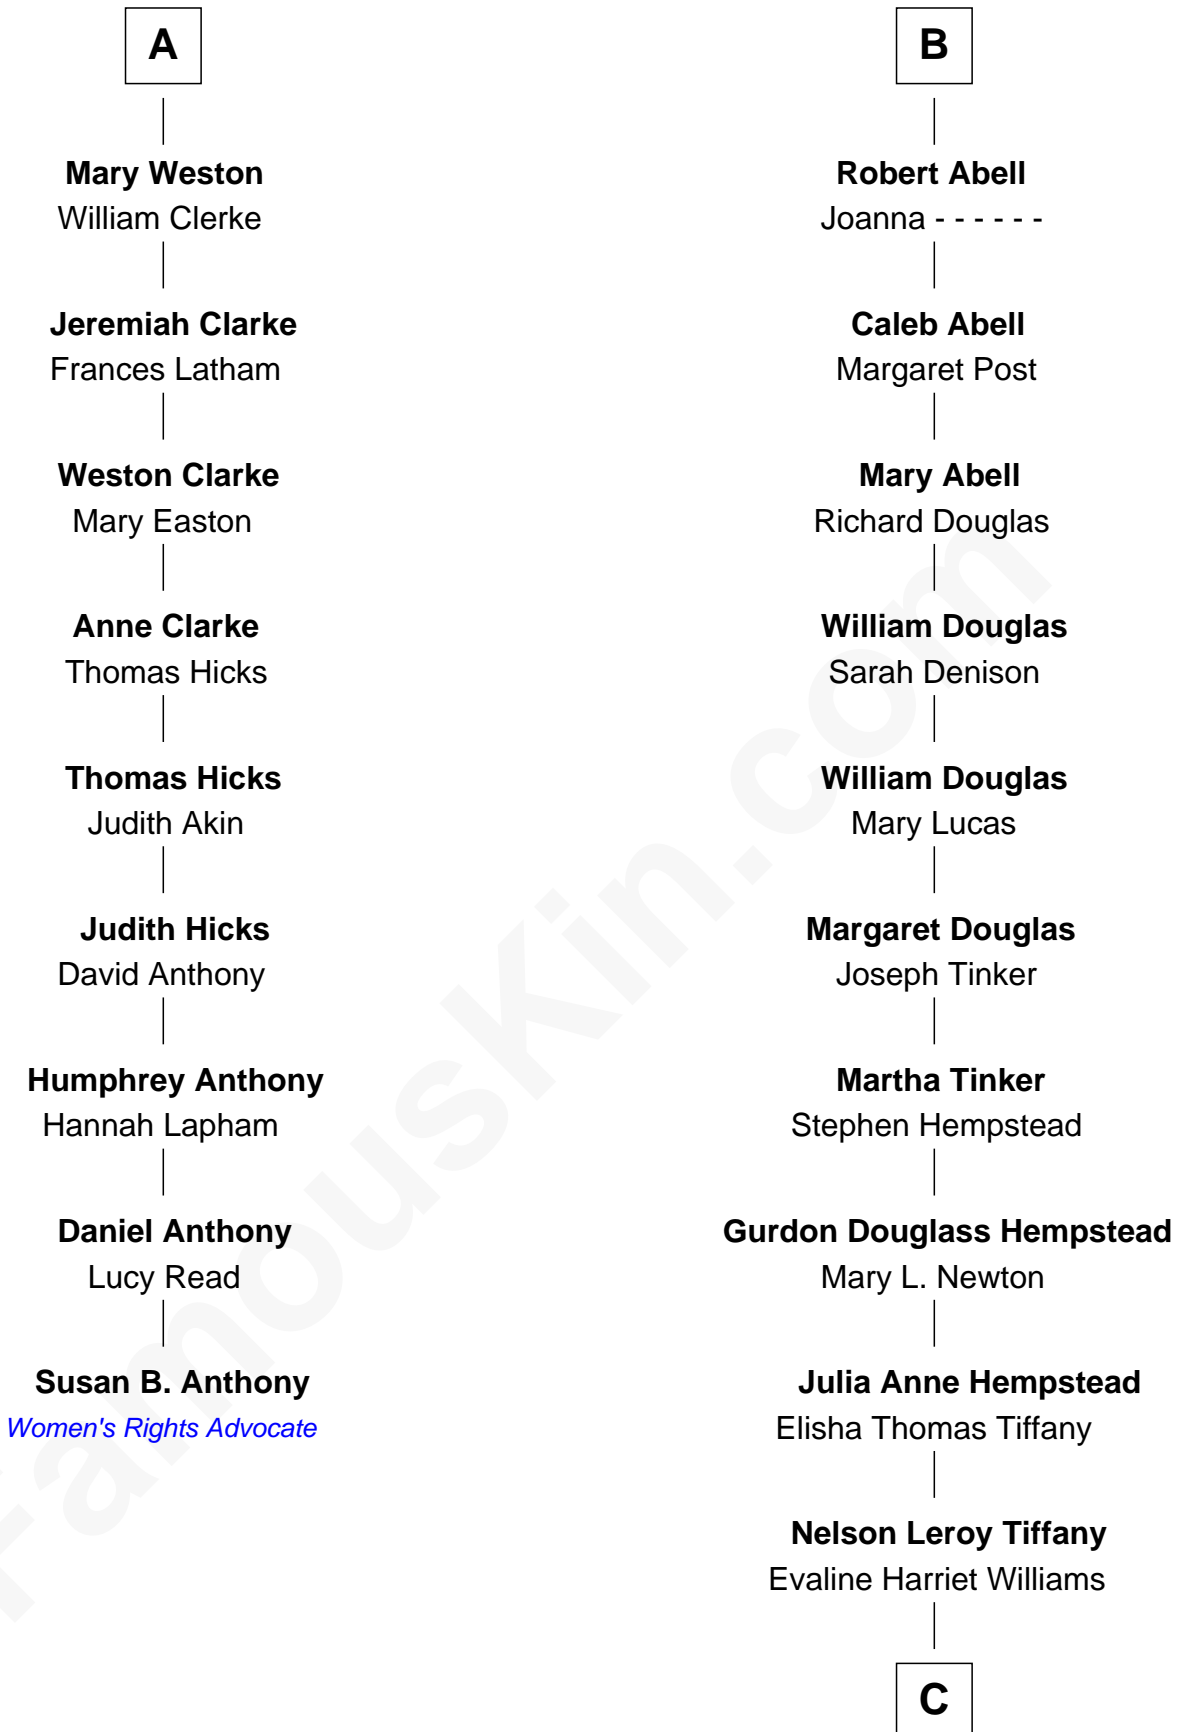 A
Mary Weston
William Clerke
Jeremiah Clarke
Frances Latham
Weston Clarke
Mary Easton
Anne Clarke
Thomas Hicks
Thomas Hicks
Judith Akin
Judith Hicks
David Anthony
Humphrey Anthony
Hannah Lapham
Daniel Anthony
Lucy Read
Susan B. Anthony
Women's Rights Advocate
B
Robert Abell
Joanna - - - - - -
Caleb Abell
Margaret Post
Mary Abell
Richard Douglas
William Douglas
Sarah Denison
William Douglas
Mary Lucas
Margaret Douglas
Joseph Tinker
Martha Tinker
Stephen Hempstead
Gurdon Douglass Hempstead
Mary L. Newton
Julia Anne Hempstead
Elisha Thomas Tiffany
Nelson Leroy Tiffany
Evaline Harriet Williams
C
FamousKin.com